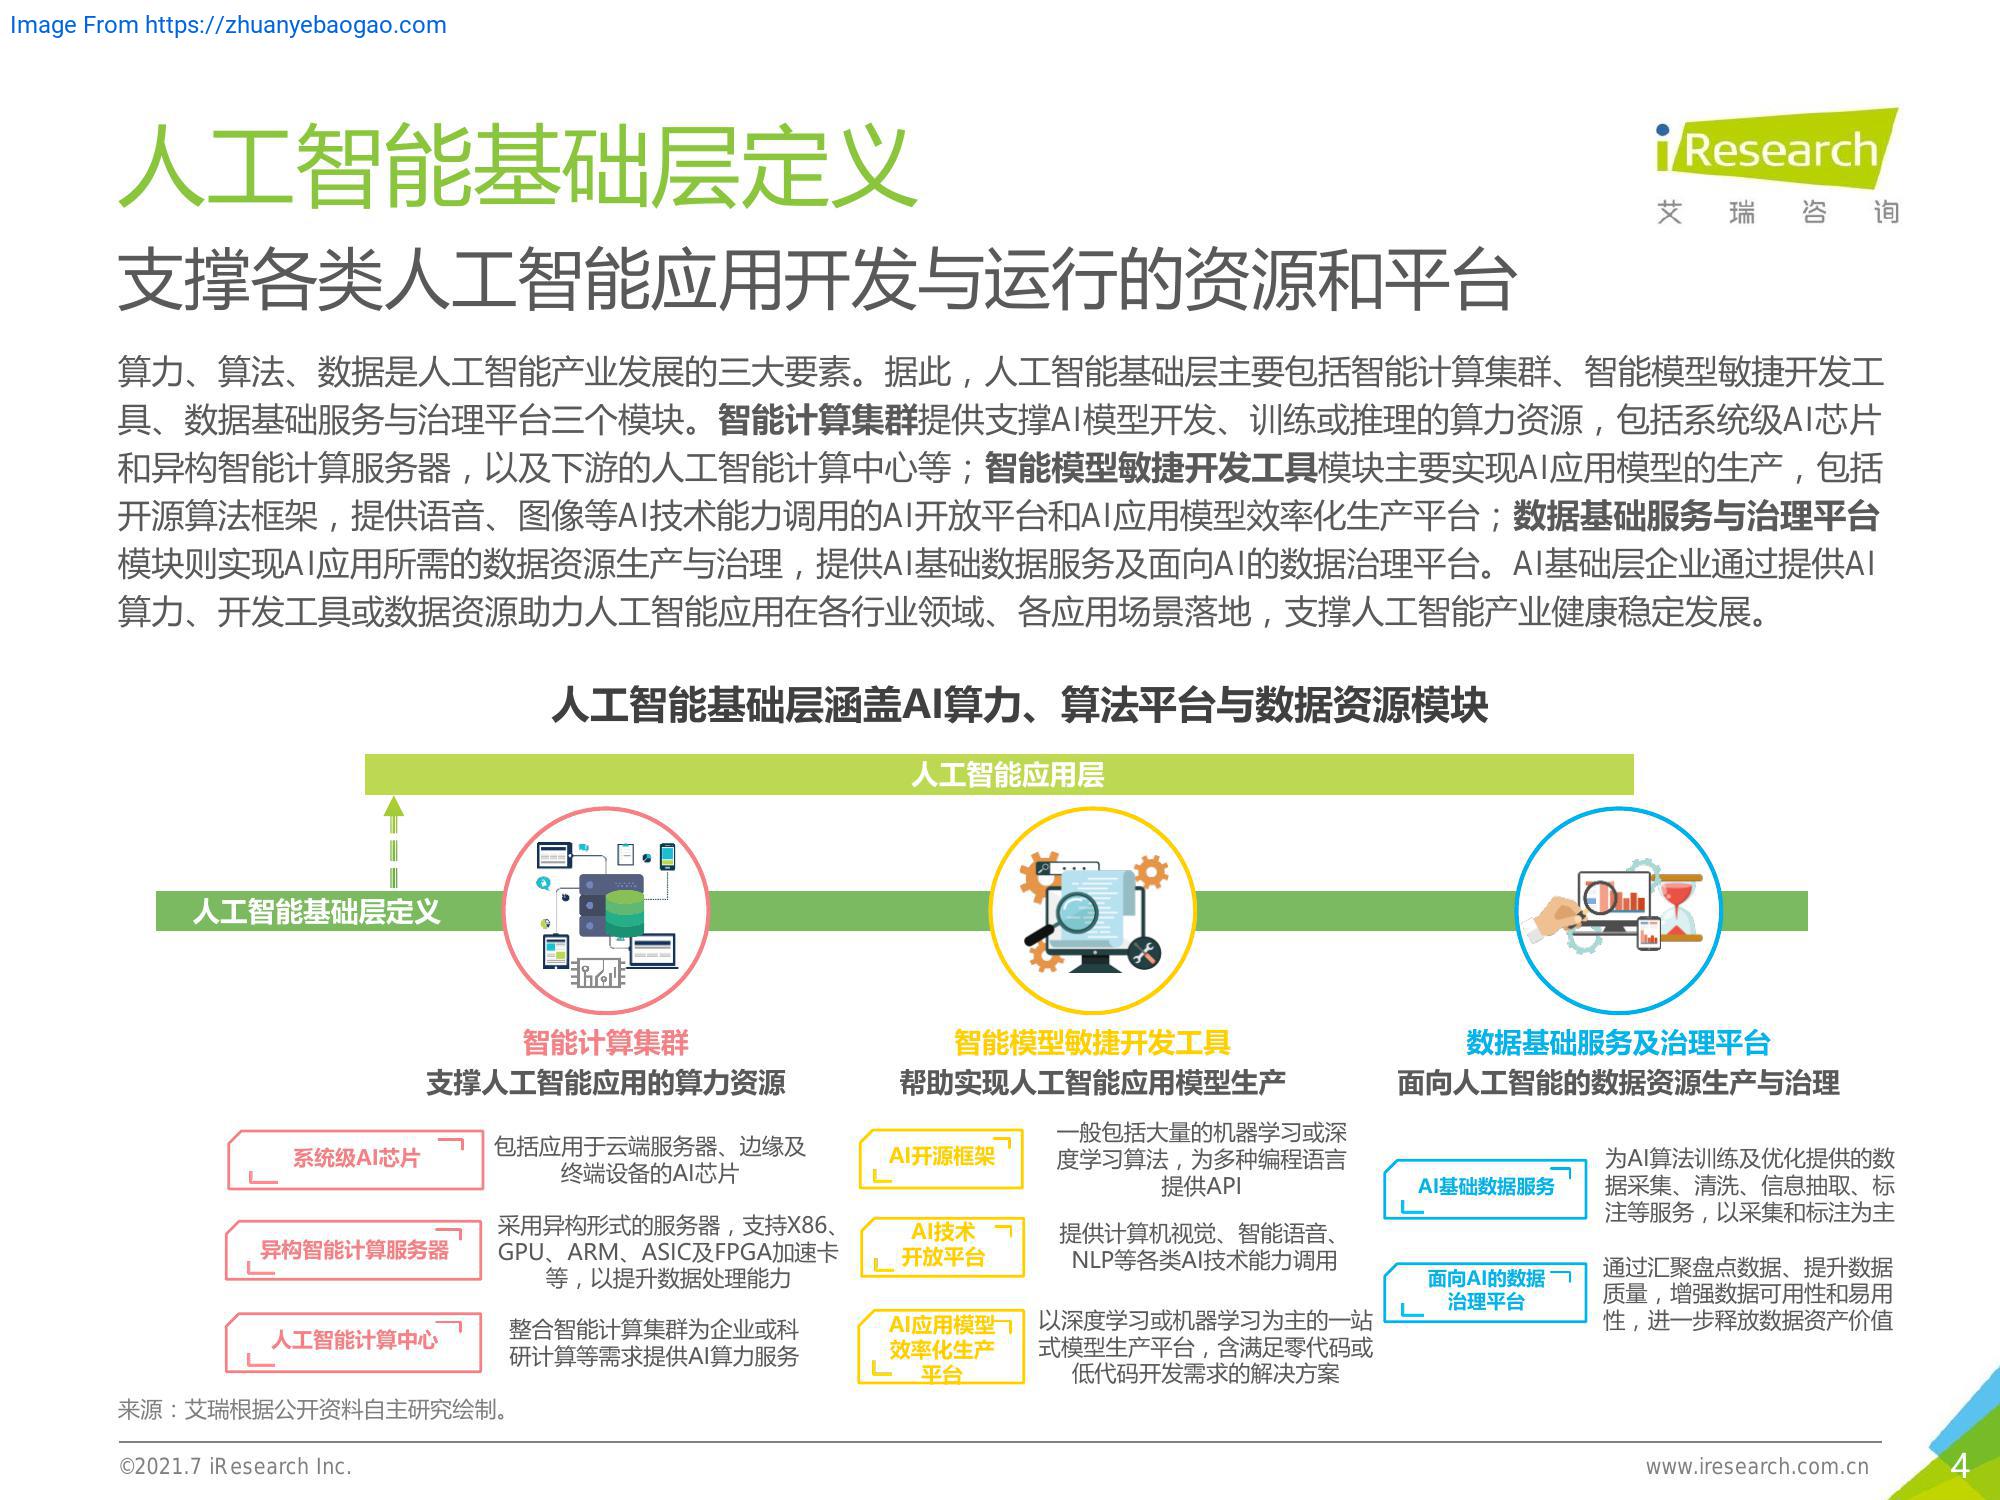 Image From https://zhuanyebaogao.com
人工智能基础层定义
iResearch
艾瑞咨询
支撑各类人工智能应用开发与运行的资源和平台
算力、算法、数据是人工智能产业发展的三大要素。据此，人工智能基础层主要包括智能计算集群、智能模型敏捷开发工
具、数据基础服务与治理平台三个模块。智能计算集群提供支撑AI模型开发、训练或推理的算力资源，包括系统级AI芯片
和异构智能计算服务器，以及下游的人工智能计算中心等；智能模型敏捷开发工具模块主要实现AI应用模型的生产，包括
开源算法框架，提供语音、图像等AI技术能力调用的AI开放平台和AI应用模型效率化生产平台；数据基础服务与治理平台
模块则实现AI应用所需的数据资源生产与治理，提供AI基础数据服务及面向AI的数据治理平台。AI基础层企业通过提供AI
算力、开发工具或数据资源助力人工智能应用在各行业领域、各应用场景落地，支撑人工智能产业健康稳定发展。
人工智能基础层涵盖AI算力、算法平台与数据资源模块
人工智能应用层
人工智能基础层定义
智能计算集群
支撑人工智能应用的算力资源
系统级AI芯片
包括应用于云端服务器、边缘及
终端设备的AI芯片
异构智能计算服务器
采用异构形式的服务器，支持X86、
GPU、ARM、ASIC及FPGA加速卡
等，以提升数据处理能力
人工智能计算中心
整合智能计算集群为企业或科
研计算等需求提供AI算力服务
智能模型敏捷开发工具
帮助实现人工智能应用模型生产
AI开源框架
一般包括大量的机器学习或深
度学习算法，为多种编程语言
提供API
AI技术
开放平台
提供计算机视觉、智能语音、
NLP等各类AI技术能力调用
AI应用模型
效率化生产
平台
以深度学习或机器学习为主的一站
式模型生产平台，含满足零代码或
低代码开发需求的解决方案
数据基础服务及治理平台
面向人工智能的数据资源生产与治理
AI基础数据服务
为AI算法训练及优化提供的数
据采集、清洗、信息抽取、标
注等服务，以采集和标注为主
面向AI的数据
治理平台
通过汇聚盘点数据、提升数据
质量，增强数据可用性和易用
性，进一步释放数据资产价值
来源：艾瑞根据公开资料自主研究绘制。
©2021.7 iResearch Inc.
www.iresearch.com.cn
4